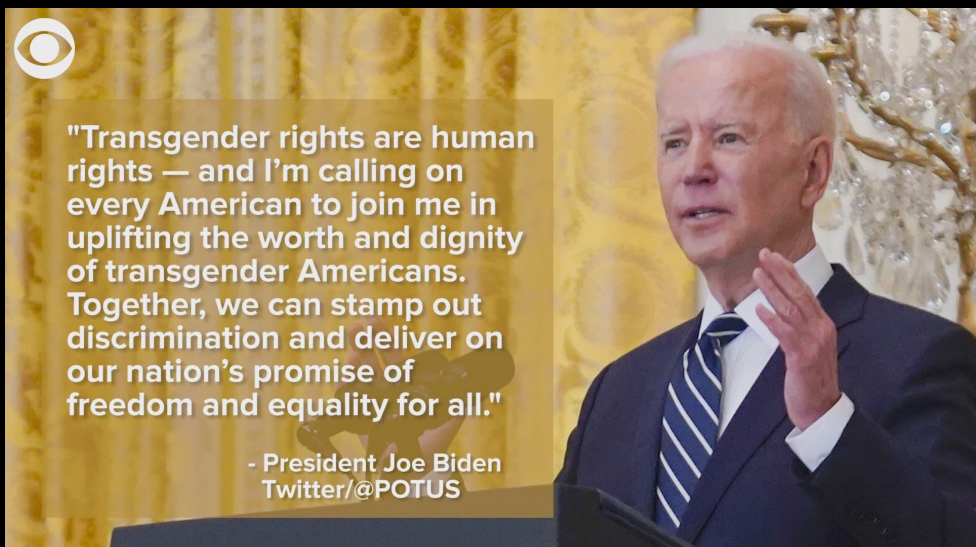 "Transgender rights are human
rights — and I'm calling on
every American to join me in
uplifting the worth and dignity
of transgender Americans.
Together, we can stamp out
discrimination and deliver on
our nation's promise of
freedom and equality for all."
- President Joe Biden
Twitter/@POTUS